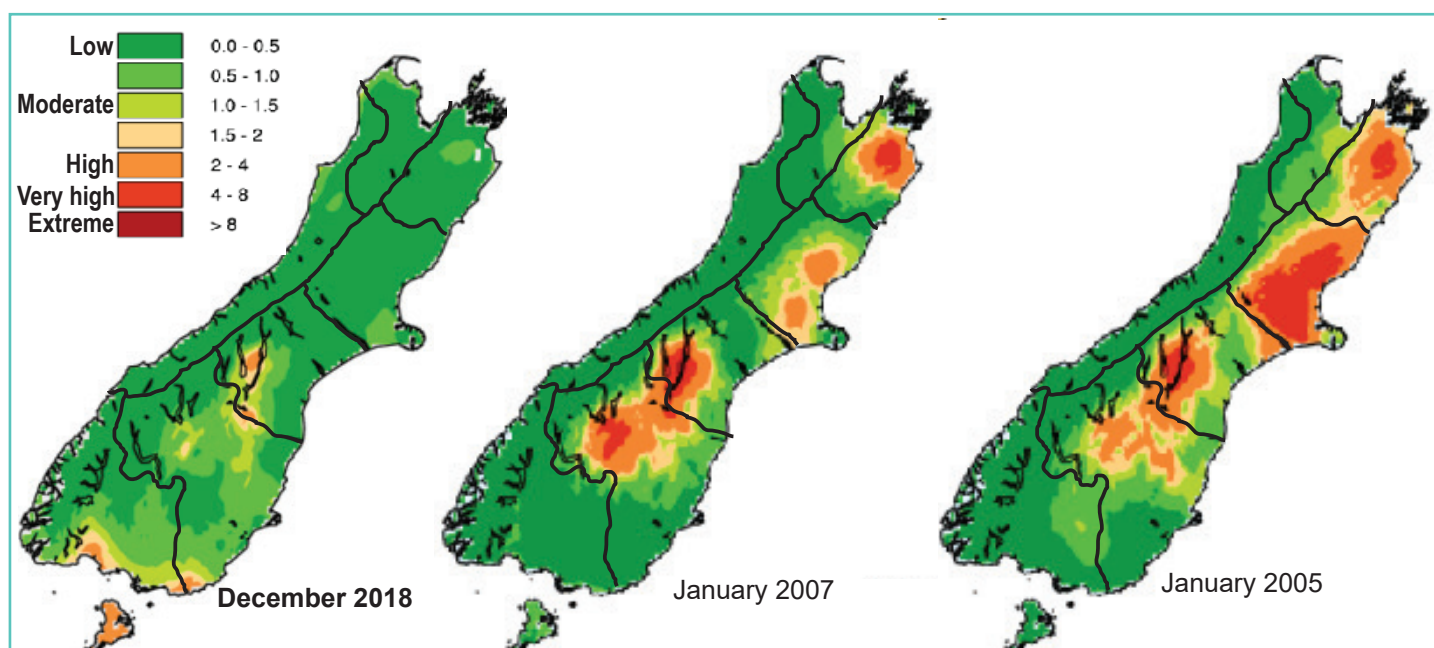 Low 0.0 - 0.5
0.5 - 1.0
Moderate 1.0 - 1.5
1.5 - 2
High 2 - 4
Very high 4 - 8
Extreme > 8
December 2018
January 2007
January 2005